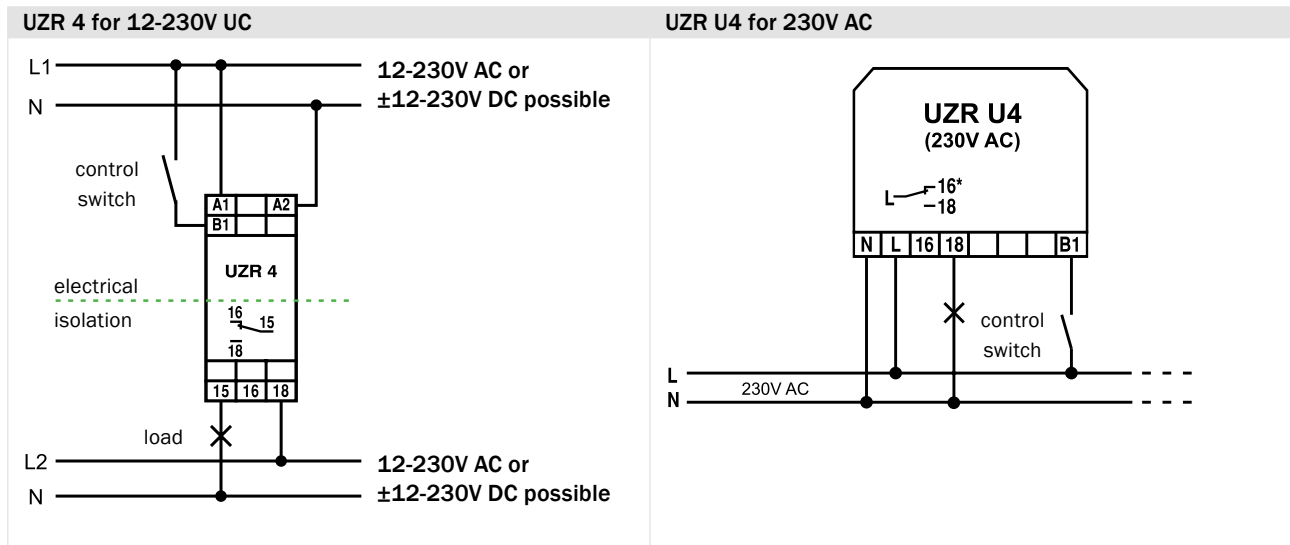 UZR 4 for 12-230V UC
L1
12-230V AC or
N
±12-230V DC possible
control
switch
A1 A2
B1
UZR 4
electrical
isolation
16
15
18
15 16 18
load
L2
12-230V AC or
N
±12-230V DC possible
UZR U4 for 230V AC
UZR U4
(230V AC)
L 16*
18
N L 16 18 B1
control
switch
L
230V AC
N